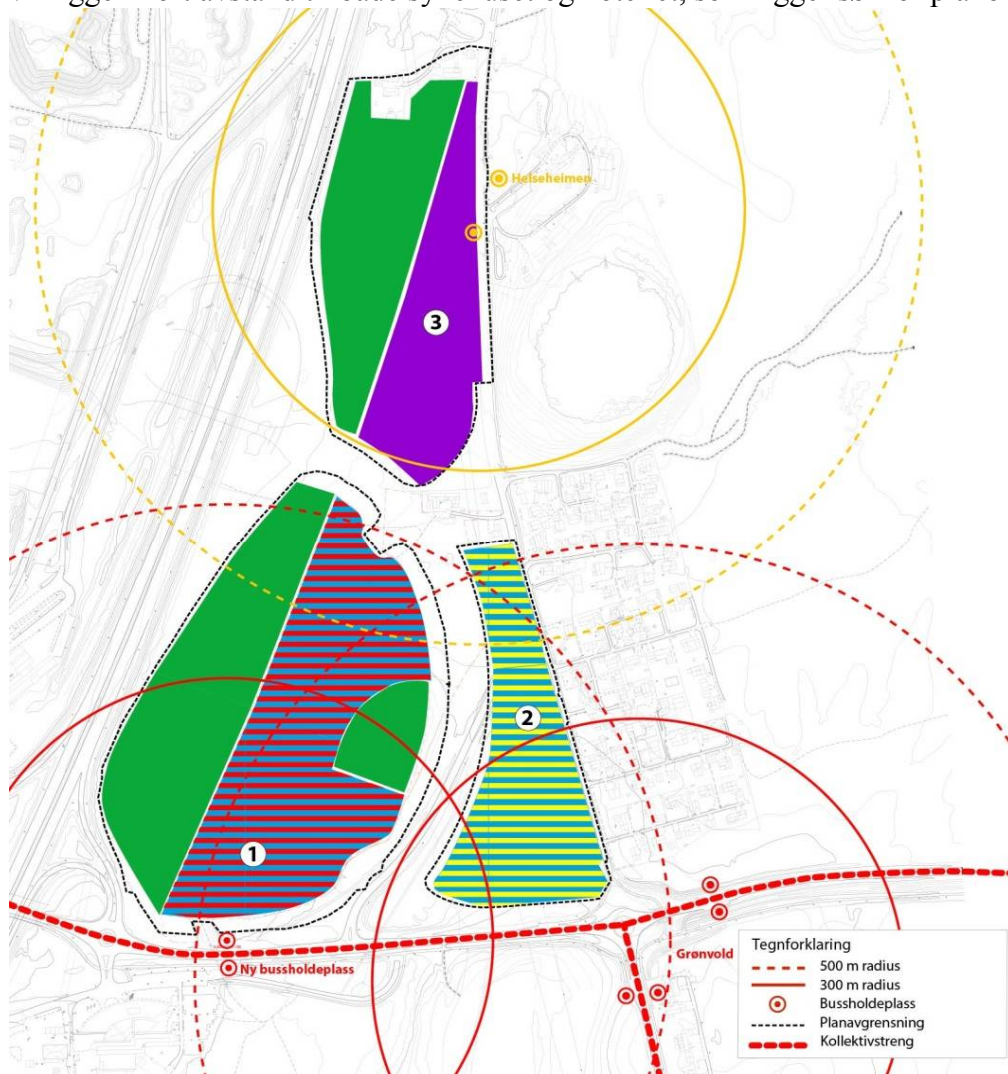 Helseheimen
3
2
1
Grønvold
Ny bussholdeplass
Tegnforklaring
500 m radius
300 m radius
Bussholdeplass
Planavgrensning
Kollektivstreng